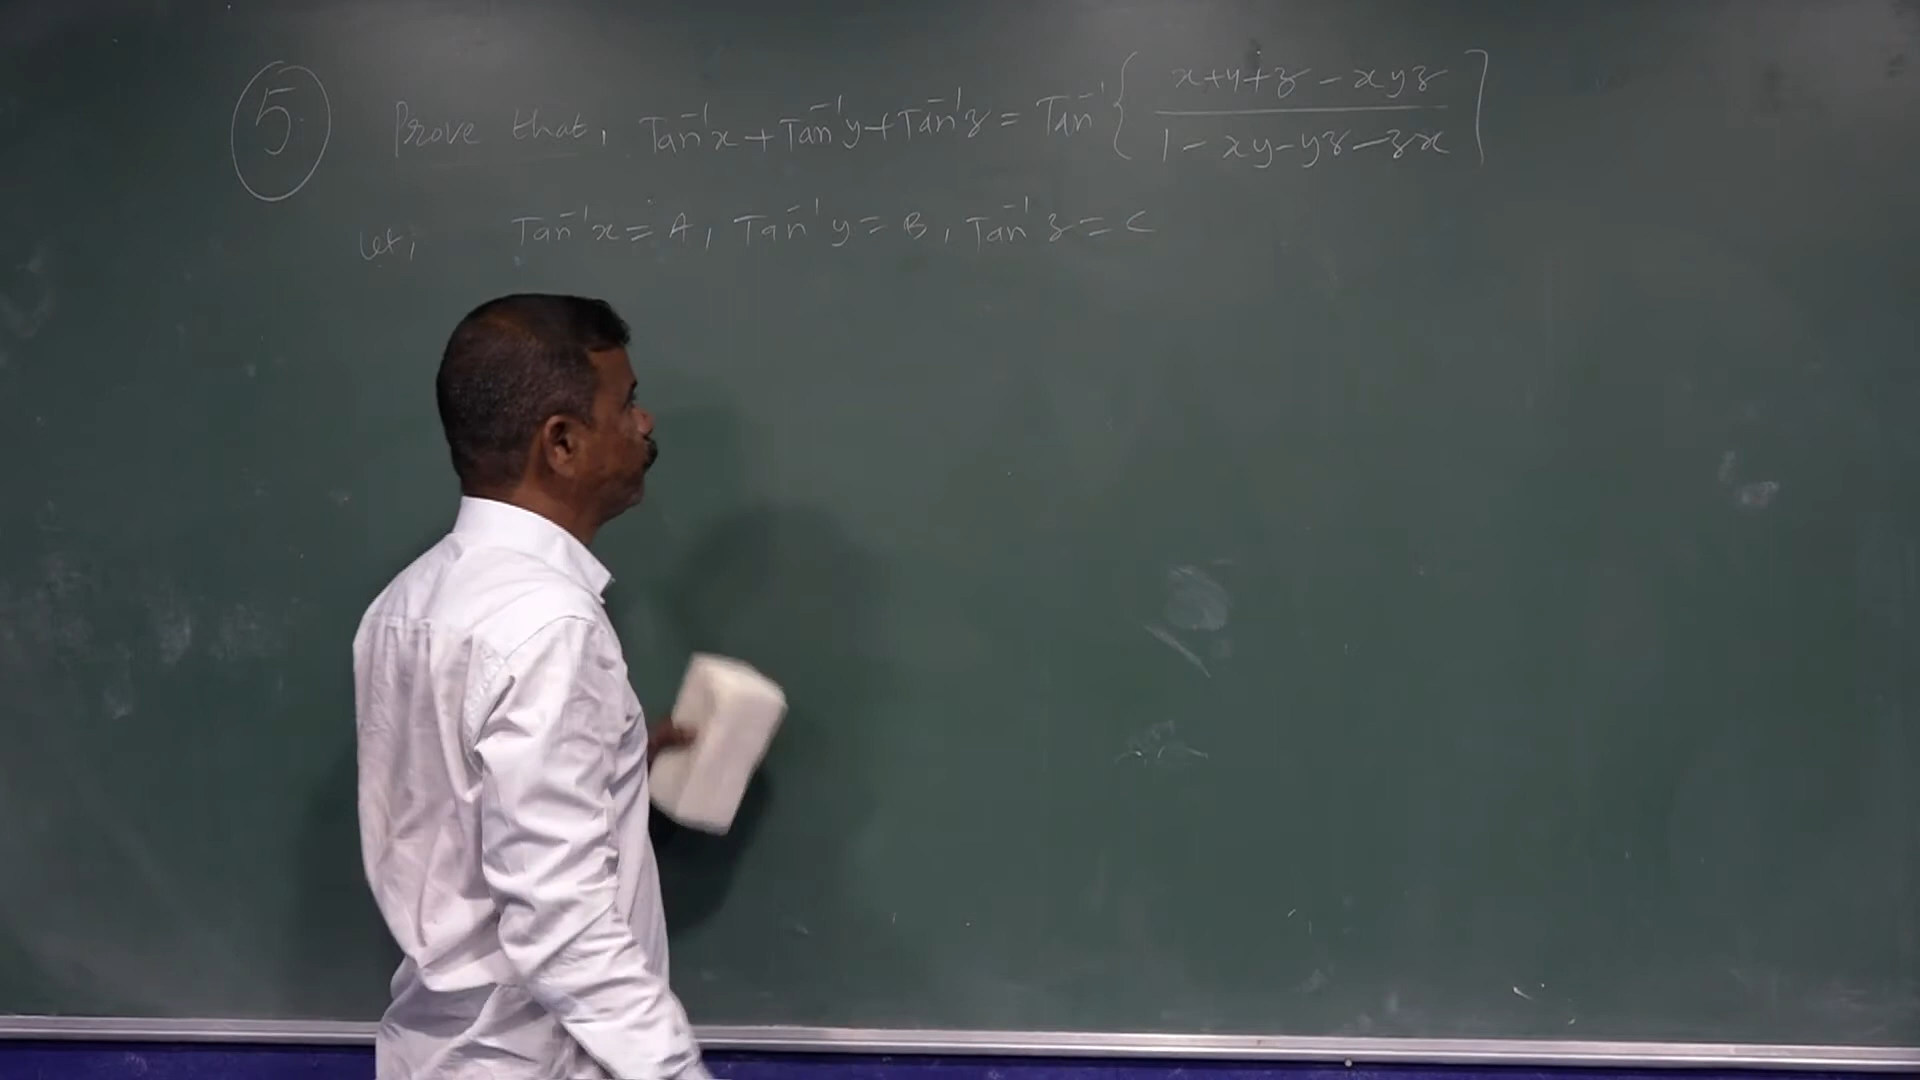 5 Prove that, Tan⁻¹x + Tan⁻¹y + Tan⁻¹z = Tan⁻¹ { x+y+z - xyz / 1 - xy - yz - zx ]
Let, Tan⁻¹x = A, Tan⁻¹y = B, Tan⁻¹z = C